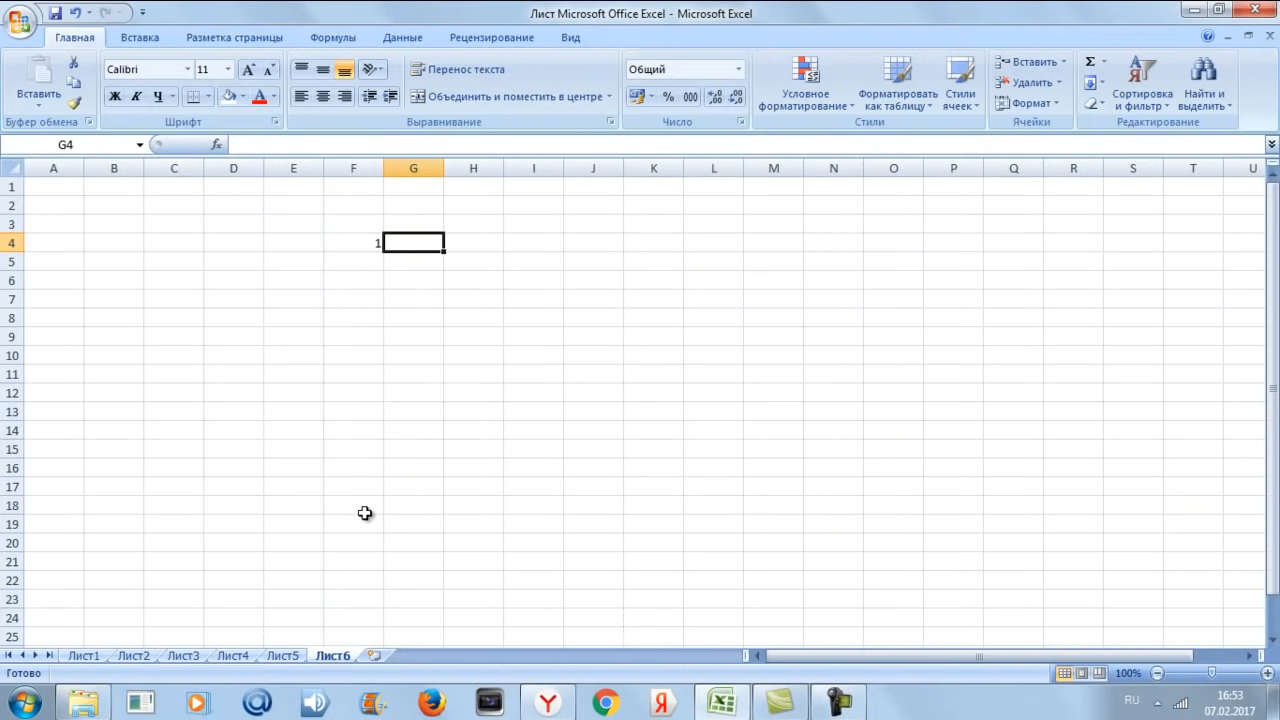 Лист Microsoft Office Excel - Microsoft Excel
Главная Вставка Разметка страницы Формулы Данные Рецензирование Вид
Вставить
Буфер обмена
Calibri 11
Ж К Ч
Шрифт
Перенос текста
Объединить и поместить в центре
Выравнивание
Общий
% 000
Число
Условное форматирование
Форматировать как таблицу
Стили ячеек
Стили
Вставить
Удалить
Формат
Ячейки
Сортировка и фильтр
Найти и выделить
Редактирование
G4 fx
A B C D E F G H I J K L M N O P Q R S T U
1
2
3
4 1
5
6
7
8
9
10
11
12
13
14
15
16
17
18
19
20
21
22
23
24
25
Лист1 Лист2 Лист3 Лист4 Лист5 Лист6
Готово 100%
RU 16:53
07.02.2017